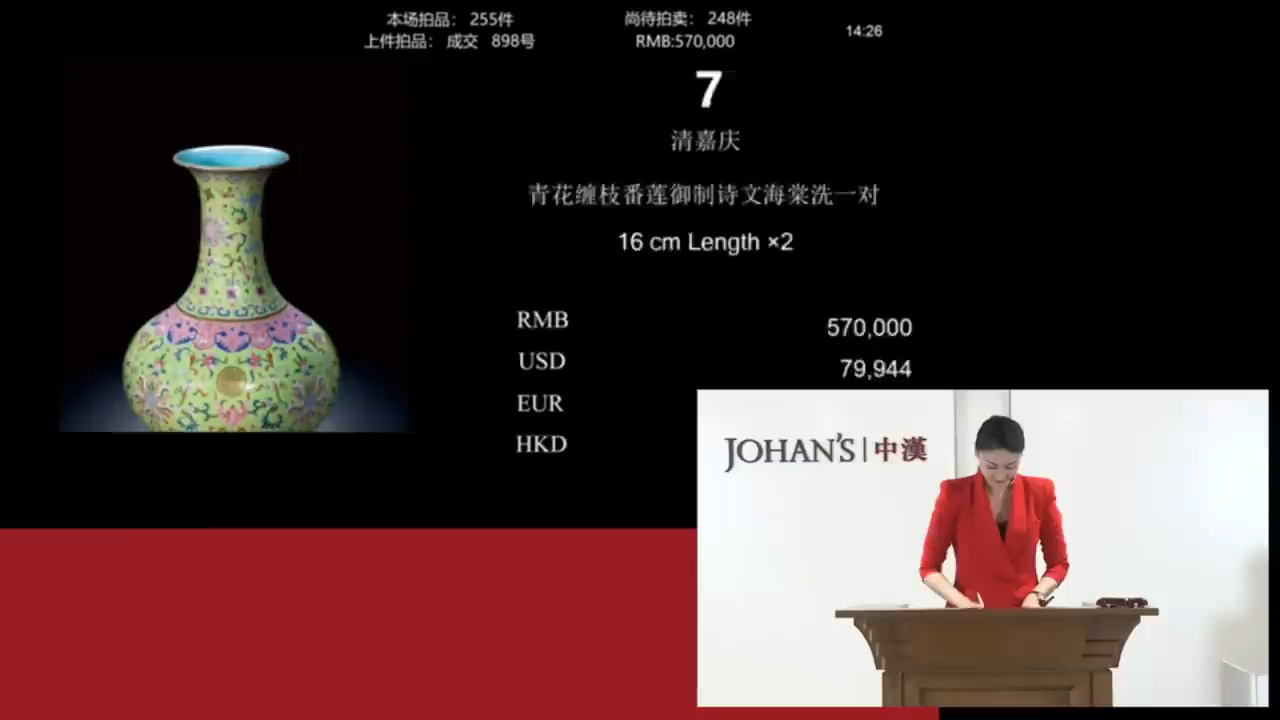 本场拍品： 255件
尚待拍卖： 248件
上件拍品： 成交 898号
RMB:570,000
14:26
7
清嘉庆
青花缠枝番莲御制诗文海棠洗一对
16 cm Length ×2
RMB 570,000
USD 79,944
EUR
HKD
JOHAN'S | 中漢